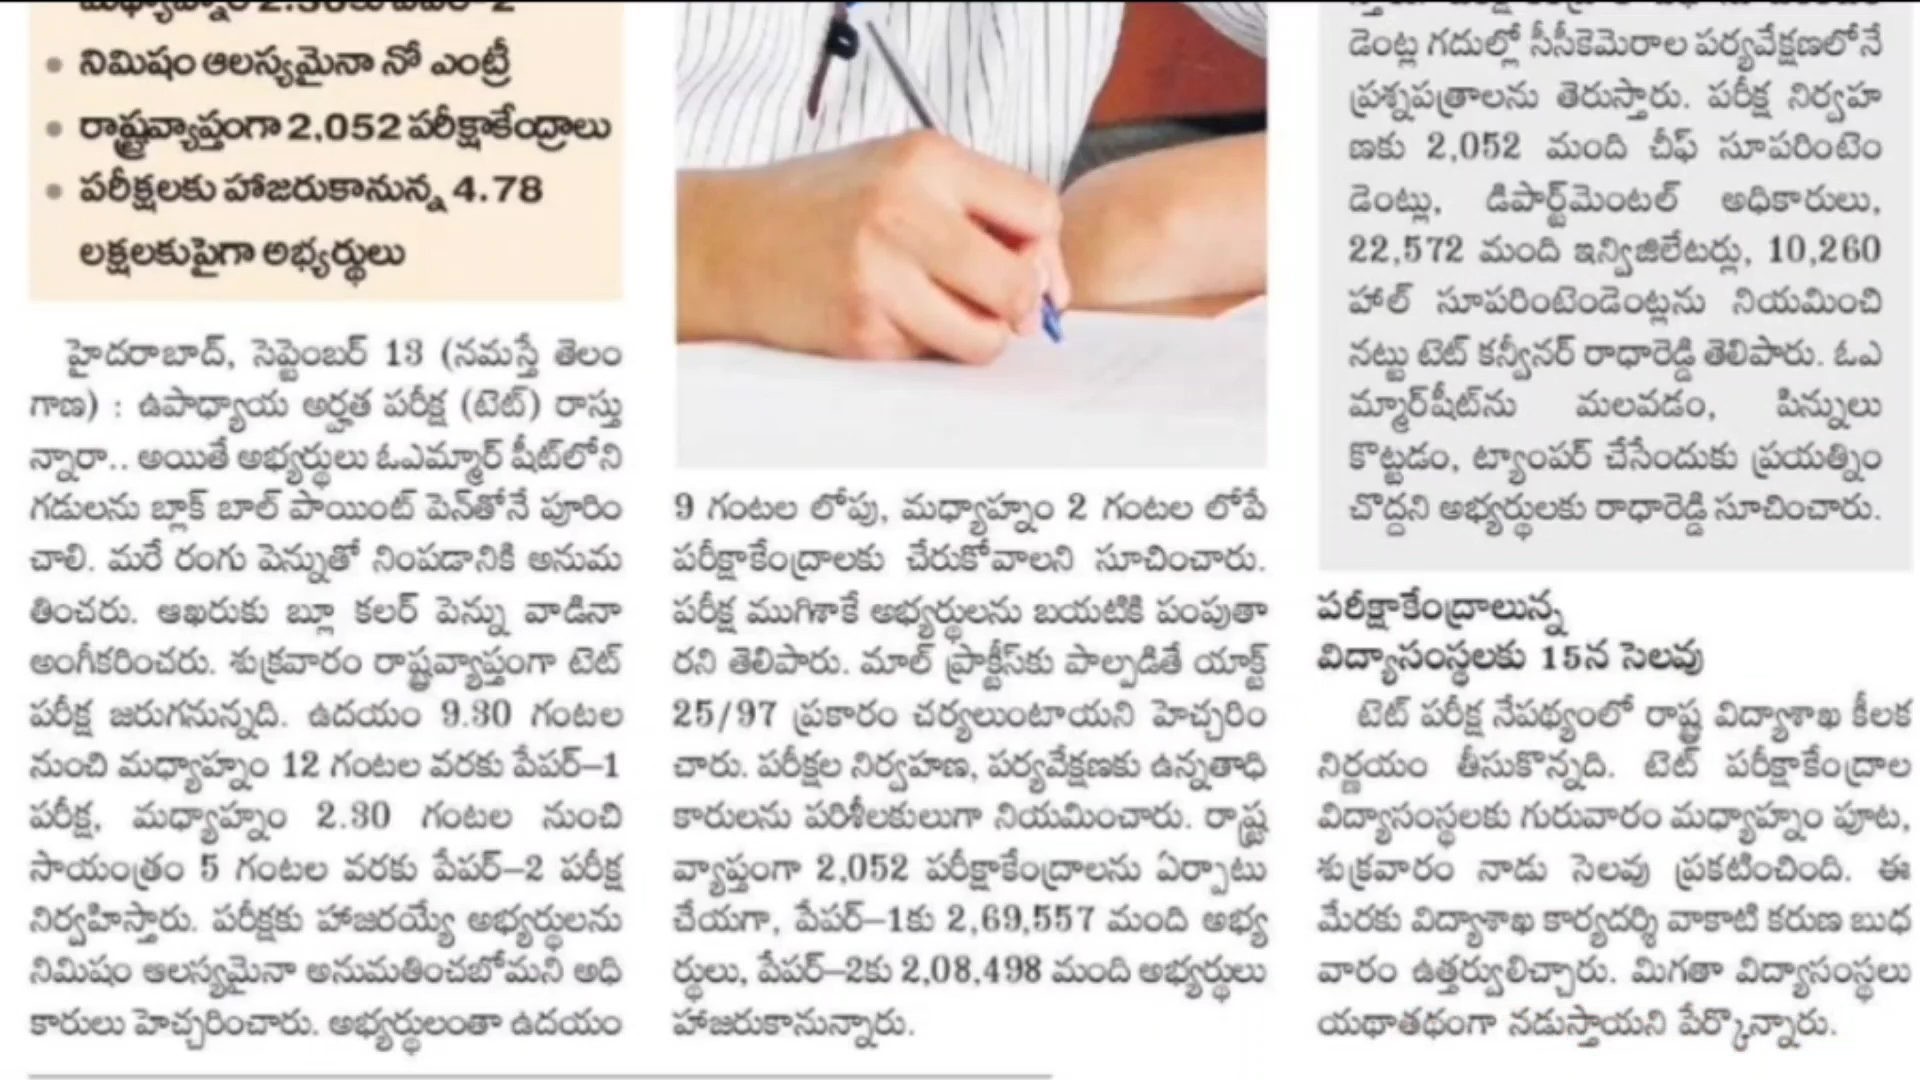 • నిమిషం ఆలస్యమైనా నో ఎంట్రీ
• రాష్ట్రవ్యాప్తంగా 2,052 పరీక్షాకేంద్రాలు
• పరీక్షలకు హాజరుకానున్న 4.78
లక్షలకుపైగా అభ్యర్థులు
హైదరాబాద్, సెప్టెంబర్ 13 (నమస్తే తెలం
గాణ) : ఉపాధ్యాయ అర్హత పరీక్ష (టెట్) రాస్తు
న్నారా.. అయితే అభ్యర్థులు ఓఎమ్మార్ షీట్‌లోని
గడులను బ్లాక్ బాల్ పాయింట్ పెన్‌తోనే పూరిం
చాలి. మరే రంగు పెన్నుతో నింపడానికి అనుమ
తించరు. ఆఖరుకు బ్లూ కలర్ పెన్ను వాడినా
అంగీకరించరు. శుక్రవారం రాష్ట్రవ్యాప్తంగా టెట్
పరీక్ష జరుగనున్నది. ఉదయం 9.30 గంటల
నుంచి మధ్యాహ్నం 12 గంటల వరకు పేపర్–1
పరీక్ష, మధ్యాహ్నం 2.30 గంటల నుంచి
సాయంత్రం 5 గంటల వరకు పేపర్–2 పరీక్ష
నిర్వహిస్తారు. పరీక్షకు హాజరయ్యే అభ్యర్థులను
నిమిషం ఆలస్యమైనా అనుమతించబోమని అధి
కారులు హెచ్చరించారు. అభ్యర్థులంతా ఉదయం
9 గంటల లోపు, మధ్యాహ్నం 2 గంటల లోపే
పరీక్షాకేంద్రాలకు చేరుకోవాలని సూచించారు.
పరీక్ష ముగిశాకే అభ్యర్థులను బయటికి పంపుతా
రని తెలిపారు. మాల్ ప్రాక్టీస్‌కు పాల్పడితే యాక్ట్
25/97 ప్రకారం చర్యలుంటాయని హెచ్చరిం
చారు. పరీక్షల నిర్వహణ, పర్యవేక్షణకు ఉన్నతాధి
కారులను పరిశీలకులుగా నియమించారు. రాష్ట్ర
వ్యాప్తంగా 2,052 పరీక్షాకేంద్రాలను ఏర్పాటు
చేయగా, పేపర్–1కు 2,69,557 మంది అభ్య
ర్థులు, పేపర్–2కు 2,08,498 మంది అభ్యర్థులు
హాజరుకానున్నారు.
డెంట్ల గదుల్లో సీసీకెమెరాల పర్యవేక్షణలోనే
ప్రశ్నపత్రాలను తెరుస్తారు. పరీక్ష నిర్వహ
ణకు 2,052 మంది చీఫ్ సూపరింటెం
డెంట్లు, డిపార్ట్‌మెంటల్ అధికారులు,
22,572 మంది ఇన్విజిలేటర్లు, 10,260
హాల్ సూపరింటెండెంట్లను నియమించి
నట్టు టెట్ కన్వీనర్ రాధారెడ్డి తెలిపారు. ఓఎ
మ్మార్‌షీట్‌ను మలవడం, పిన్నులు
కొట్టడం, ట్యాంపర్ చేసేందుకు ప్రయత్నిం
చొద్దని అభ్యర్థులకు రాధారెడ్డి సూచించారు.
పరీక్షాకేంద్రాలున్న
విద్యాసంస్థలకు 15న సెలవు
టెట్ పరీక్ష నేపథ్యంలో రాష్ట్ర విద్యాశాఖ కీలక
నిర్ణయం తీసుకొన్నది. టెట్ పరీక్షాకేంద్రాల
విద్యాసంస్థలకు గురువారం మధ్యాహ్నం పూట,
శుక్రవారం నాడు సెలవు ప్రకటించింది. ఈ
మేరకు విద్యాశాఖ కార్యదర్శి వాకాటి కరుణ బుధ
వారం ఉత్తర్వులిచ్చారు. మిగతా విద్యాసంస్థలు
యథాతథంగా నడుస్తాయని పేర్కొన్నారు.